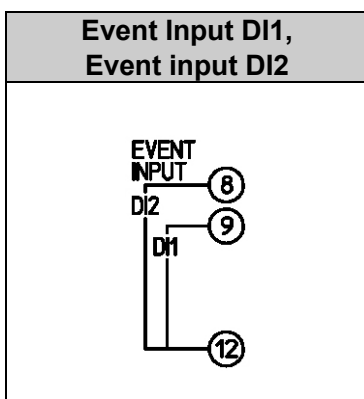 Event Input DI1,
Event input DI2
EVENT
INPUT
8
DI2
9
DI1
12